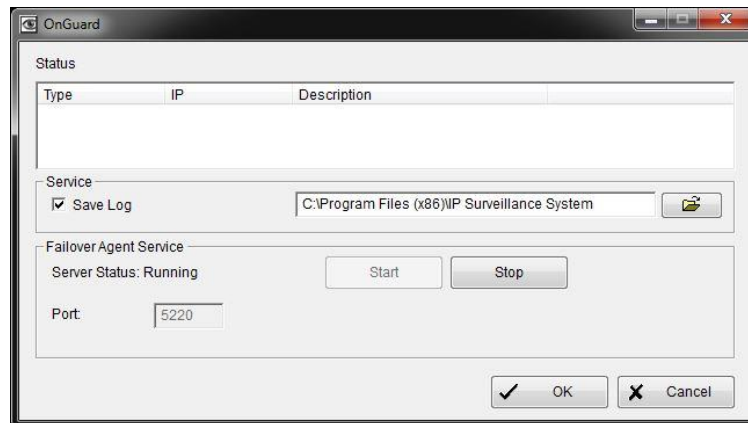 OnGuard
Status
Type IP Description
Service
Save Log C:\Program Files (x86)\IP Surveillance System
Failover Agent Service
Server Status: Running Start Stop
Port: 5220
OK Cancel